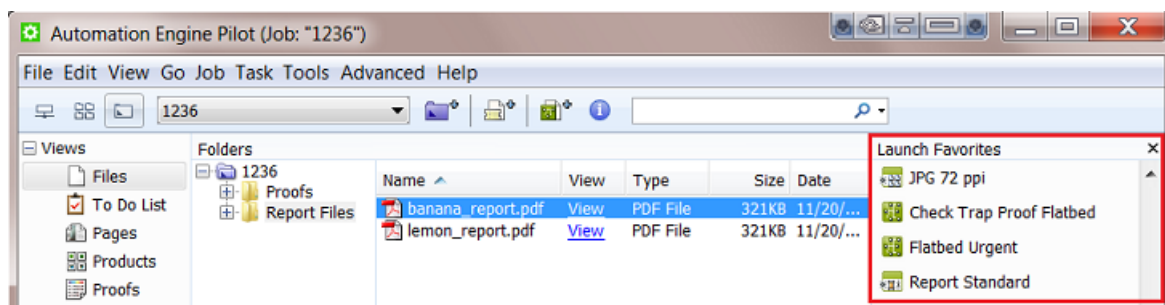 Automation Engine Pilot (Job: "1236")
File Edit View Go Job Task Tools Advanced Help
1236
Views
Files
To Do List
Pages
Products
Proofs
Folders
1236
Proofs
Report Files
Name View Type Size Date
banana_report.pdf View PDF File 321KB 11/20/...
lemon_report.pdf View PDF File 321KB 11/20/...
Launch Favorites
JPG 72 ppi
Check Trap Proof Flatbed
Flatbed Urgent
Report Standard